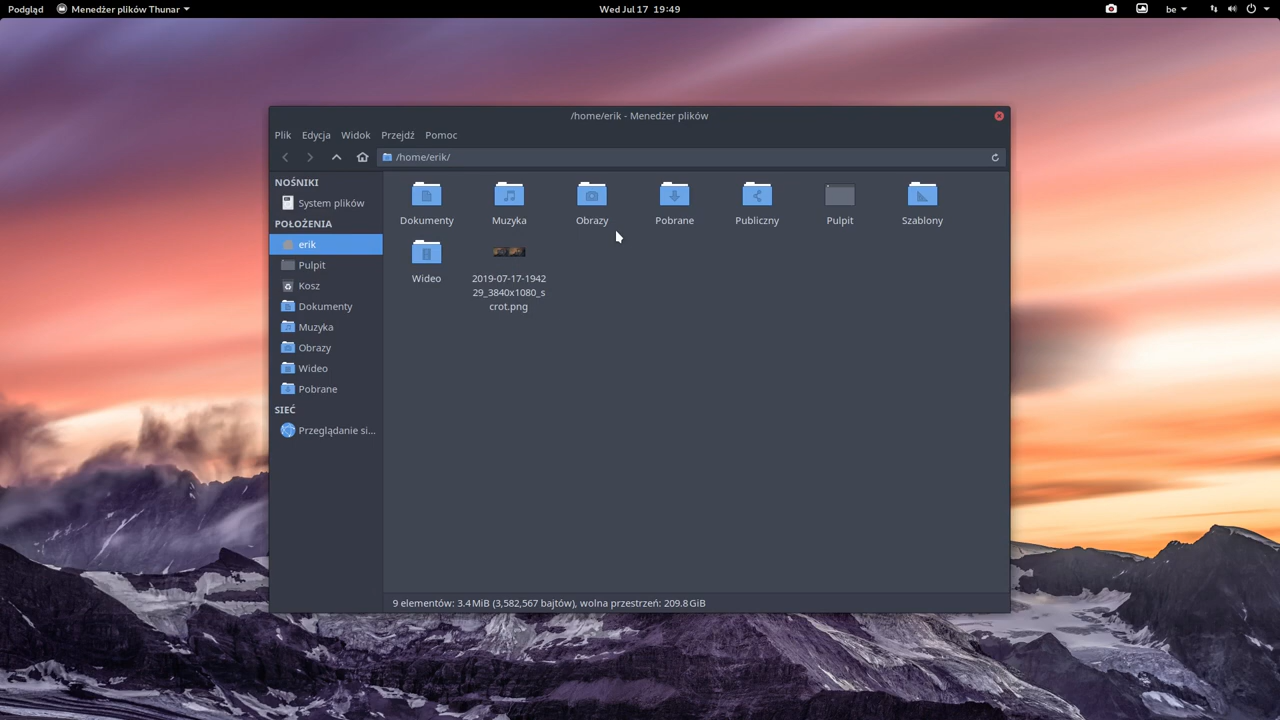 Podgląd Menedżer plików Thunar Wed Jul 17 19:49 be
/home/erik - Menedżer plików
Plik Edycja Widok Przejdź Pomoc
/home/erik/
NOŚNIKI
System plików
POŁOŻENIA
erik
Pulpit
Kosz
Dokumenty
Muzyka
Obrazy
Wideo
Pobrane
SIEĆ
Przeglądanie si...
Dokumenty Muzyka Obrazy Pobrane Publiczny Pulpit Szablony
Wideo
2019-07-17-1942
29_3840x1080_s
crot.png
9 elementów: 3.4 MiB (3,582,567 bajtów), wolna przestrzeń: 209.8 GiB